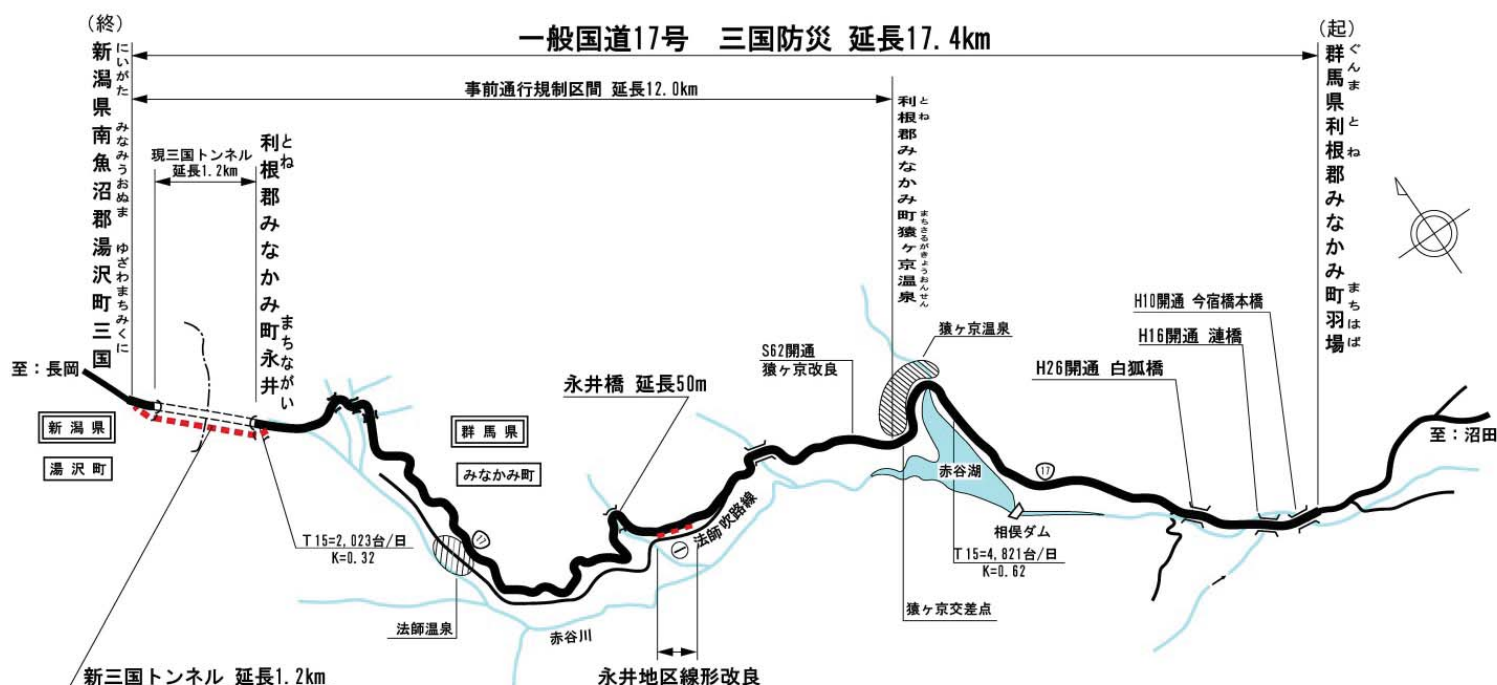 一般国道17号 三国防災 延長17.4km
事前通行規制区間 延長12.0km
(終)
新潟県南魚沼郡湯沢町三国
にいがた みなみうおぬま ゆざわまちみくに
現三国トンネル
延長1.2km
利根郡みなかみ町永井
とね まちながい
利根郡みなかみ町猿ヶ京温泉
とね まちさるがきょうおんせん
(起)
群馬県利根郡みなかみ町羽場
ぐんま とね まちはば
至:長岡
新潟県
湯沢町
群馬県
みなかみ町
永井橋 延長50m
S62開通
猿ヶ京改良
猿ヶ京温泉
H10開通 今宿橋本橋
H16開通 漣橋
H26開通 白狐橋
至:沼田
17
赤谷湖
相俣ダム
T15=2,023台/日
K=0.32
17
法師吹路線
T15=4,821台/日
K=0.62
法師温泉
赤谷川
猿ヶ京交差点
新三国トンネル 延長1.2km
永井地区線形改良